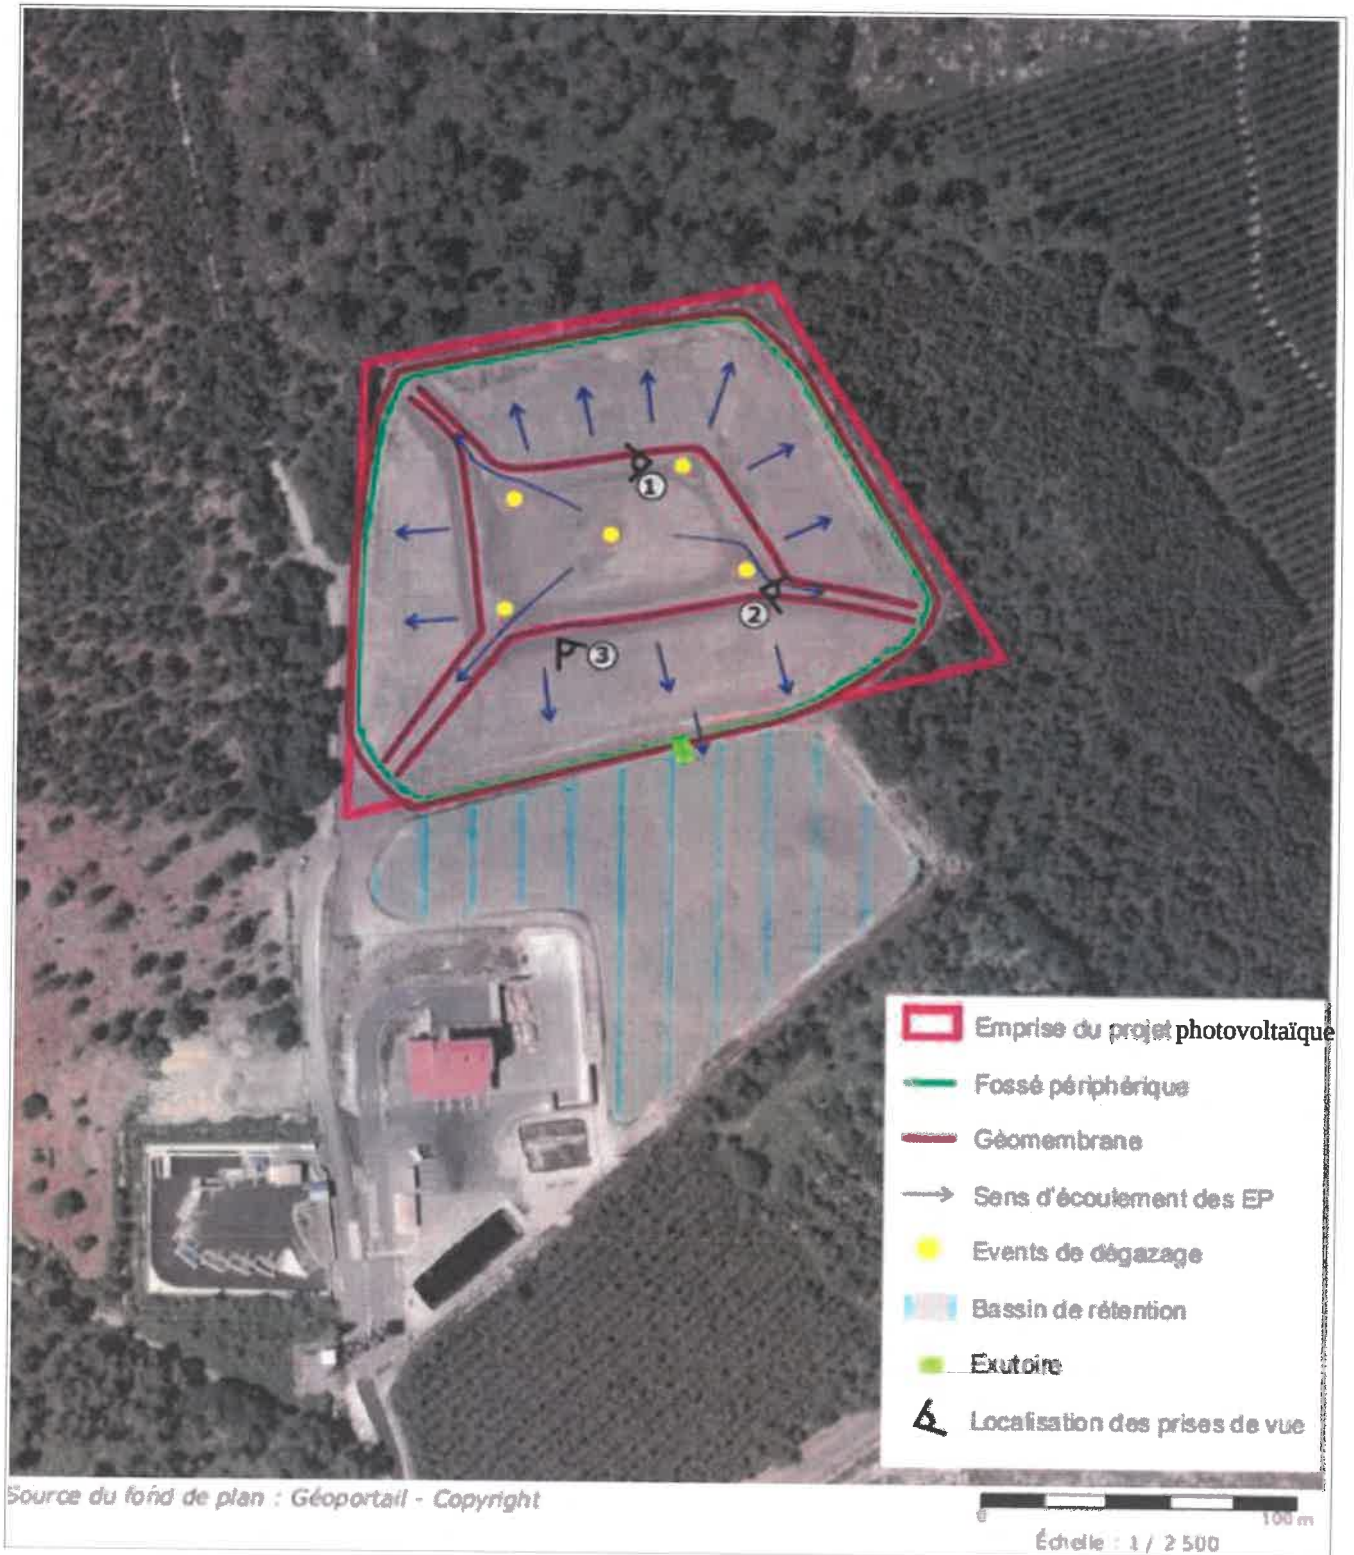 1
2
3
Emprise du projet photovoltaïque
Fossé périphérique
Géomembrane
Sens d'écoulement des EP
Events de dégazage
Bassin de rétention
Exutoire
Localisation des prises de vue
Source du fond de plan : Géoportail - Copyright
0 100 m
Échelle : 1 / 2 500